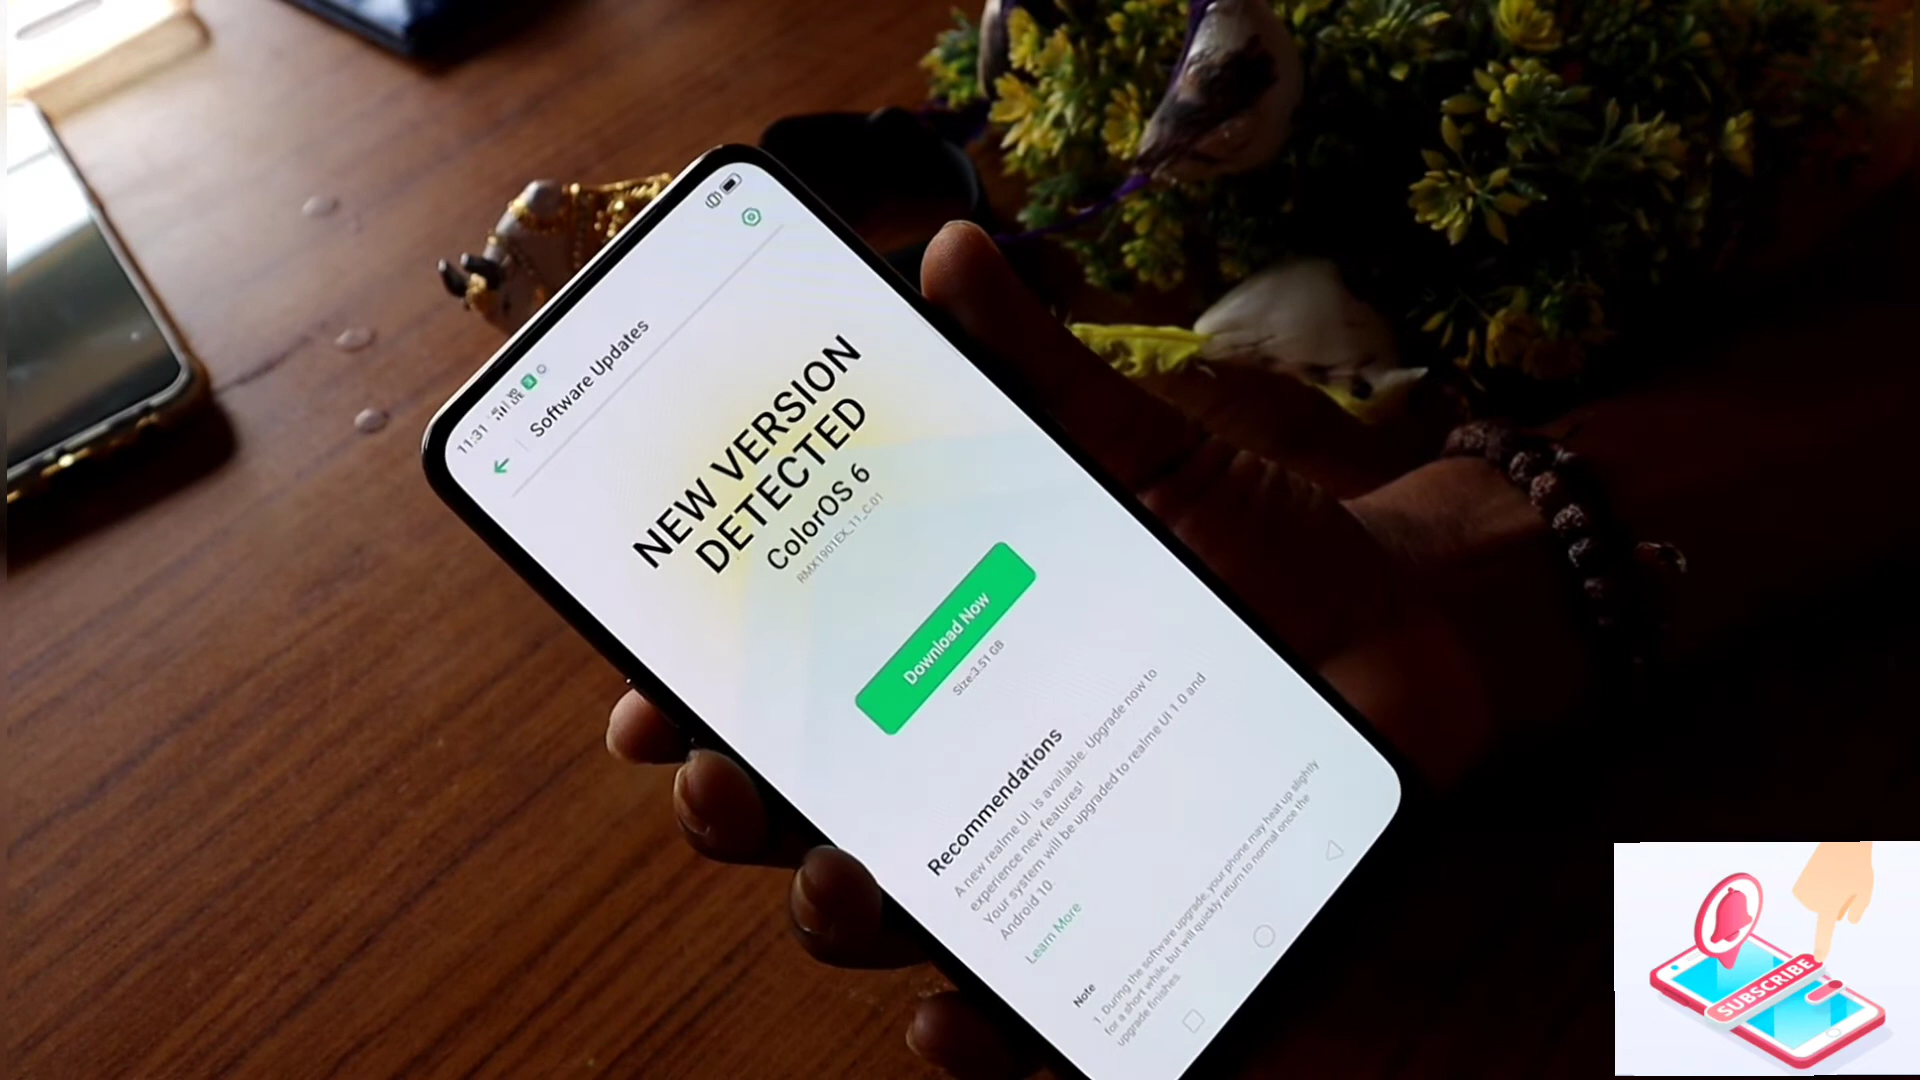 11:31
Software Updates
NEW VERSION
DETECTED
ColorOS 6
RMX1901EX_11_C.01
Download Now
Size:3.51 GB
Recommendations
A new realme UI is available. Upgrade now to
experience new features!
Your system will be upgraded to realme UI 1.0 and
Android 10.
Learn More
Note
1. During the software upgrade, your phone may heat up slightly
for a short while, but will quickly return to normal once the
upgrade finishes.
SUBSCRIBE